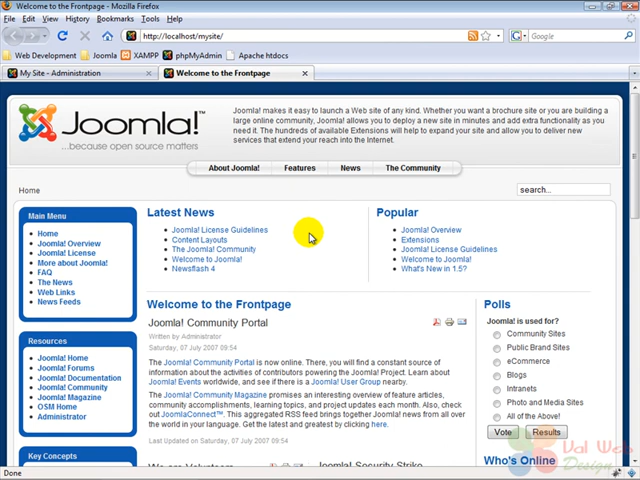 Welcome to the Frontpage - Mozilla Firefox
File Edit View History Bookmarks Tools Help
http://localhost/mysite/
Google
Web Development Joomla XAMPP phpMyAdmin Apache htdocs
My Site - Administration Welcome to the Frontpage
Joomla!™
...because open source matters
Joomla! makes it easy to launch a Web site of any kind. Whether you want a brochure site or you are building a
large online community, Joomla! allows you to deploy a new site in minutes and add extra functionality as you
need it. The hundreds of available Extensions will help to expand your site and allow you to deliver new
services that extend your reach into the Internet.
About Joomla! Features News The Community
Home
search...
Main Menu
Home
Joomla! Overview
Joomla! License
More about Joomla!
FAQ
The News
Web Links
News Feeds
Resources
Joomla! Home
Joomla! Forums
Joomla! Documentation
Joomla! Community
Joomla! Magazine
OSM Home
Administrator
Key Concepts
Latest News
Joomla! License Guidelines
Content Layouts
The Joomla! Community
Welcome to Joomla!
Newsflash 4
Popular
Joomla! Overview
Extensions
Joomla! License Guidelines
Welcome to Joomla!
What's New in 1.5?
Welcome to the Frontpage
Joomla! Community Portal
Written by Administrator
Saturday, 07 July 2007 09:54
The Joomla! Community Portal is now online. There, you will find a constant source of
information about the activities of contributors powering the Joomla! Project. Learn about
Joomla! Events worldwide, and see if there is a Joomla! User Group nearby.
The Joomla! Community Magazine promises an interesting overview of feature articles,
community accomplishments, learning topics, and project updates each month. Also, check
out JoomlaConnect™. This aggregated RSS feed brings together Joomla! news from all over
the world in your language. Get the latest and greatest by clicking here.
Last Updated on Saturday, 07 July 2007 09:54
We are Volunteers
Joomla! Security Strike
Polls
Joomla! is used for?
Community Sites
Public Brand Sites
eCommerce
Blogs
Intranets
Photo and Media Sites
All of the Above!
Vote Results
Who's Online
Val Web
Design
Done